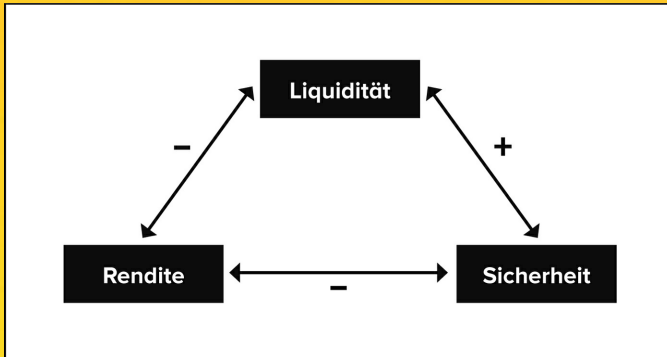 Liquidität
–
+
Rendite
–
Sicherheit